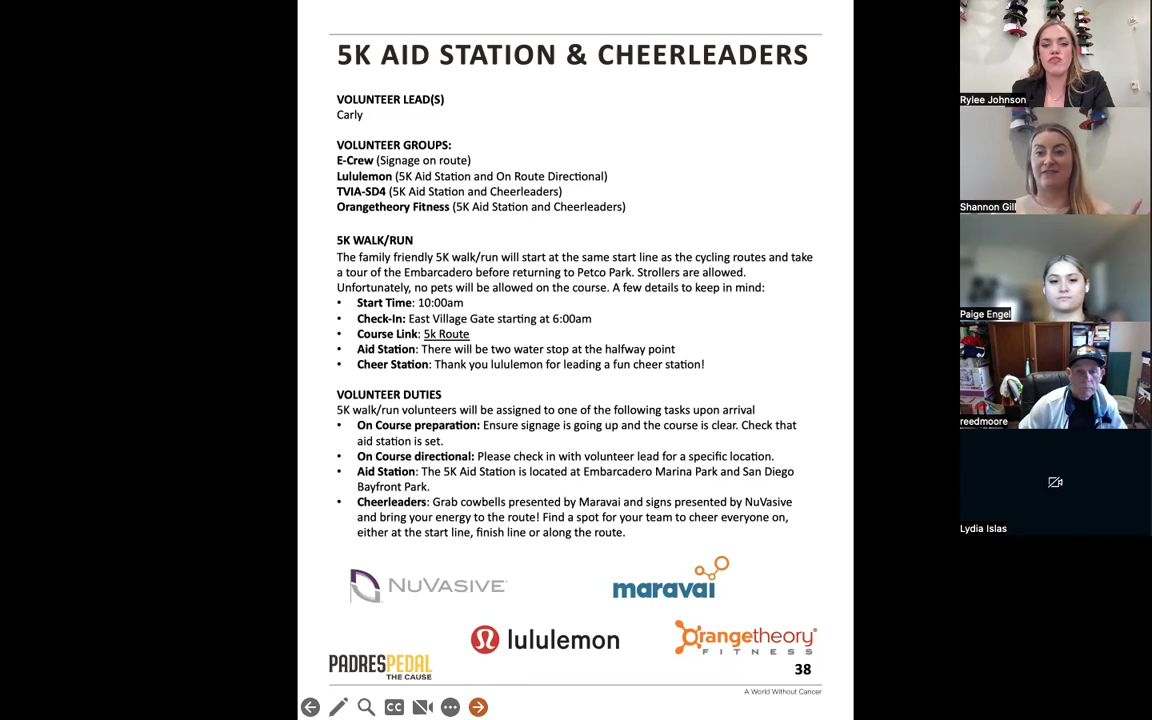 5K AID STATION & CHEERLEADERS
VOLUNTEER LEAD(S)
Carly
VOLUNTEER GROUPS:
E-Crew (Signage on route)
Lululemon (5K Aid Station and On Route Directional)
TVIA-SD4 (5K Aid Station and Cheerleaders)
Orangetheory Fitness (5K Aid Station and Cheerleaders)
5K WALK/RUN
The family friendly 5K walk/run will start at the same start line as the cycling routes and take
a tour of the Embarcadero before returning to Petco Park. Strollers are allowed.
Unfortunately, no pets will be allowed on the course. A few details to keep in mind:
• Start Time: 10:00am
• Check-In: East Village Gate starting at 6:00am
• Course Link: 5k Route
• Aid Station: There will be two water stop at the halfway point
• Cheer Station: Thank you lululemon for leading a fun cheer station!
VOLUNTEER DUTIES
5K walk/run volunteers will be assigned to one of the following tasks upon arrival
• On Course preparation: Ensure signage is going up and the course is clear. Check that
aid station is set.
• On Course directional: Please check in with volunteer lead for a specific location.
• Aid Station: The 5K Aid Station is located at Embarcadero Marina Park and San Diego
Bayfront Park.
• Cheerleaders: Grab cowbells presented by Maravai and signs presented by NuVasive
and bring your energy to the route! Find a spot for your team to cheer everyone on,
either at the start line, finish line or along the route.
NUVASIVE
maravai
lululemon
Orangetheory®
FITNESS
PADRES PEDAL
THE CAUSE
38
A World Without Cancer
CC
Rylee Johnson
Shannon Gill
Paige Engel
reedmoore
Lydia Islas